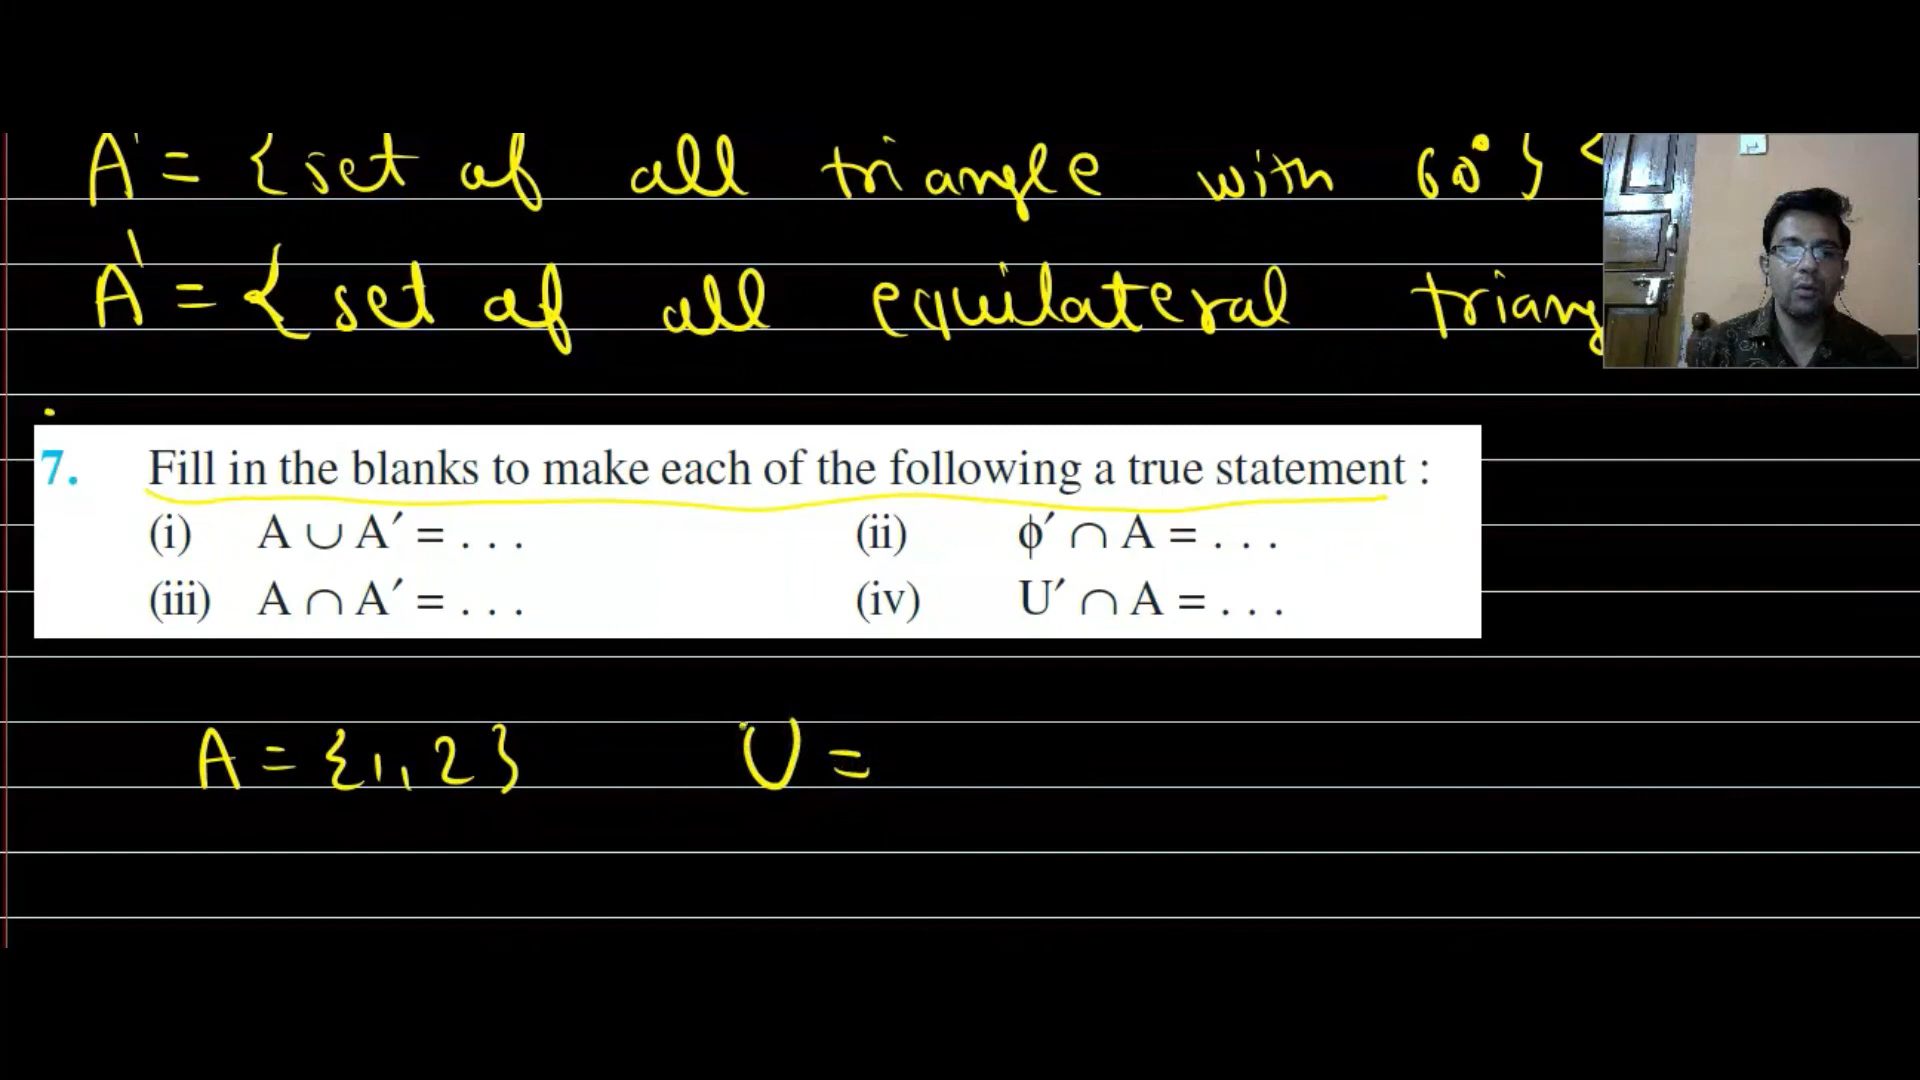 A' = {set of all triangle with 60°}
A' = {set of all equilateral
7. Fill in the blanks to make each of the following a true statement :
(i) A ∪ A′ = . . . (ii) ϕ′ ∩ A = . . .
(iii) A ∩ A′ = . . . (iv) U′ ∩ A = . . .
A = {1, 2} U =